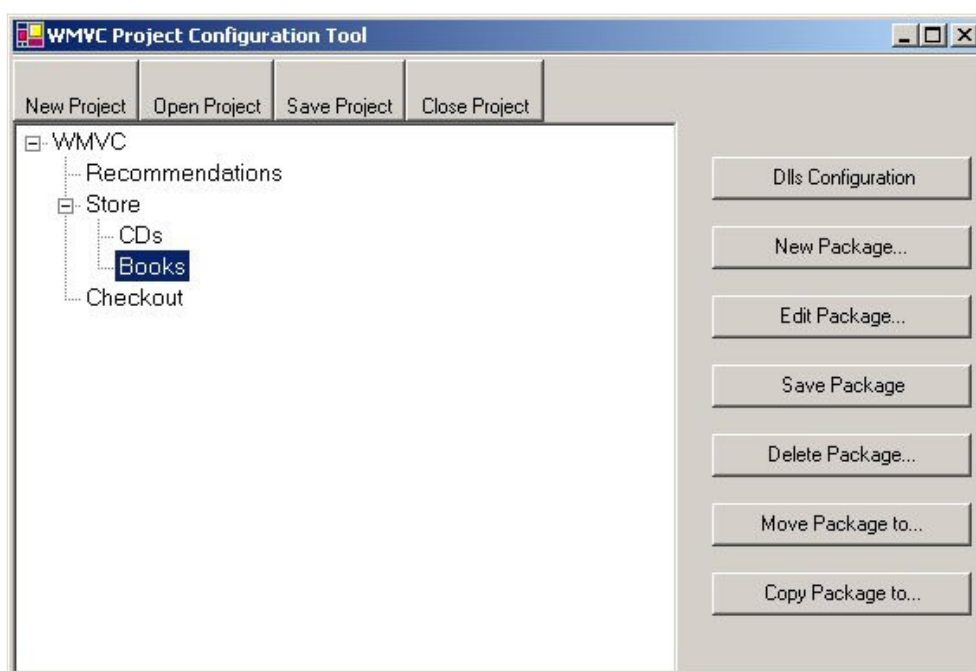 WMVC Project Configuration Tool
New Project Open Project Save Project Close Project
WMVC
Recommendations
Store
CDs
Books
Checkout
Dlls Configuration
New Package...
Edit Package...
Save Package
Delete Package...
Move Package to...
Copy Package to...